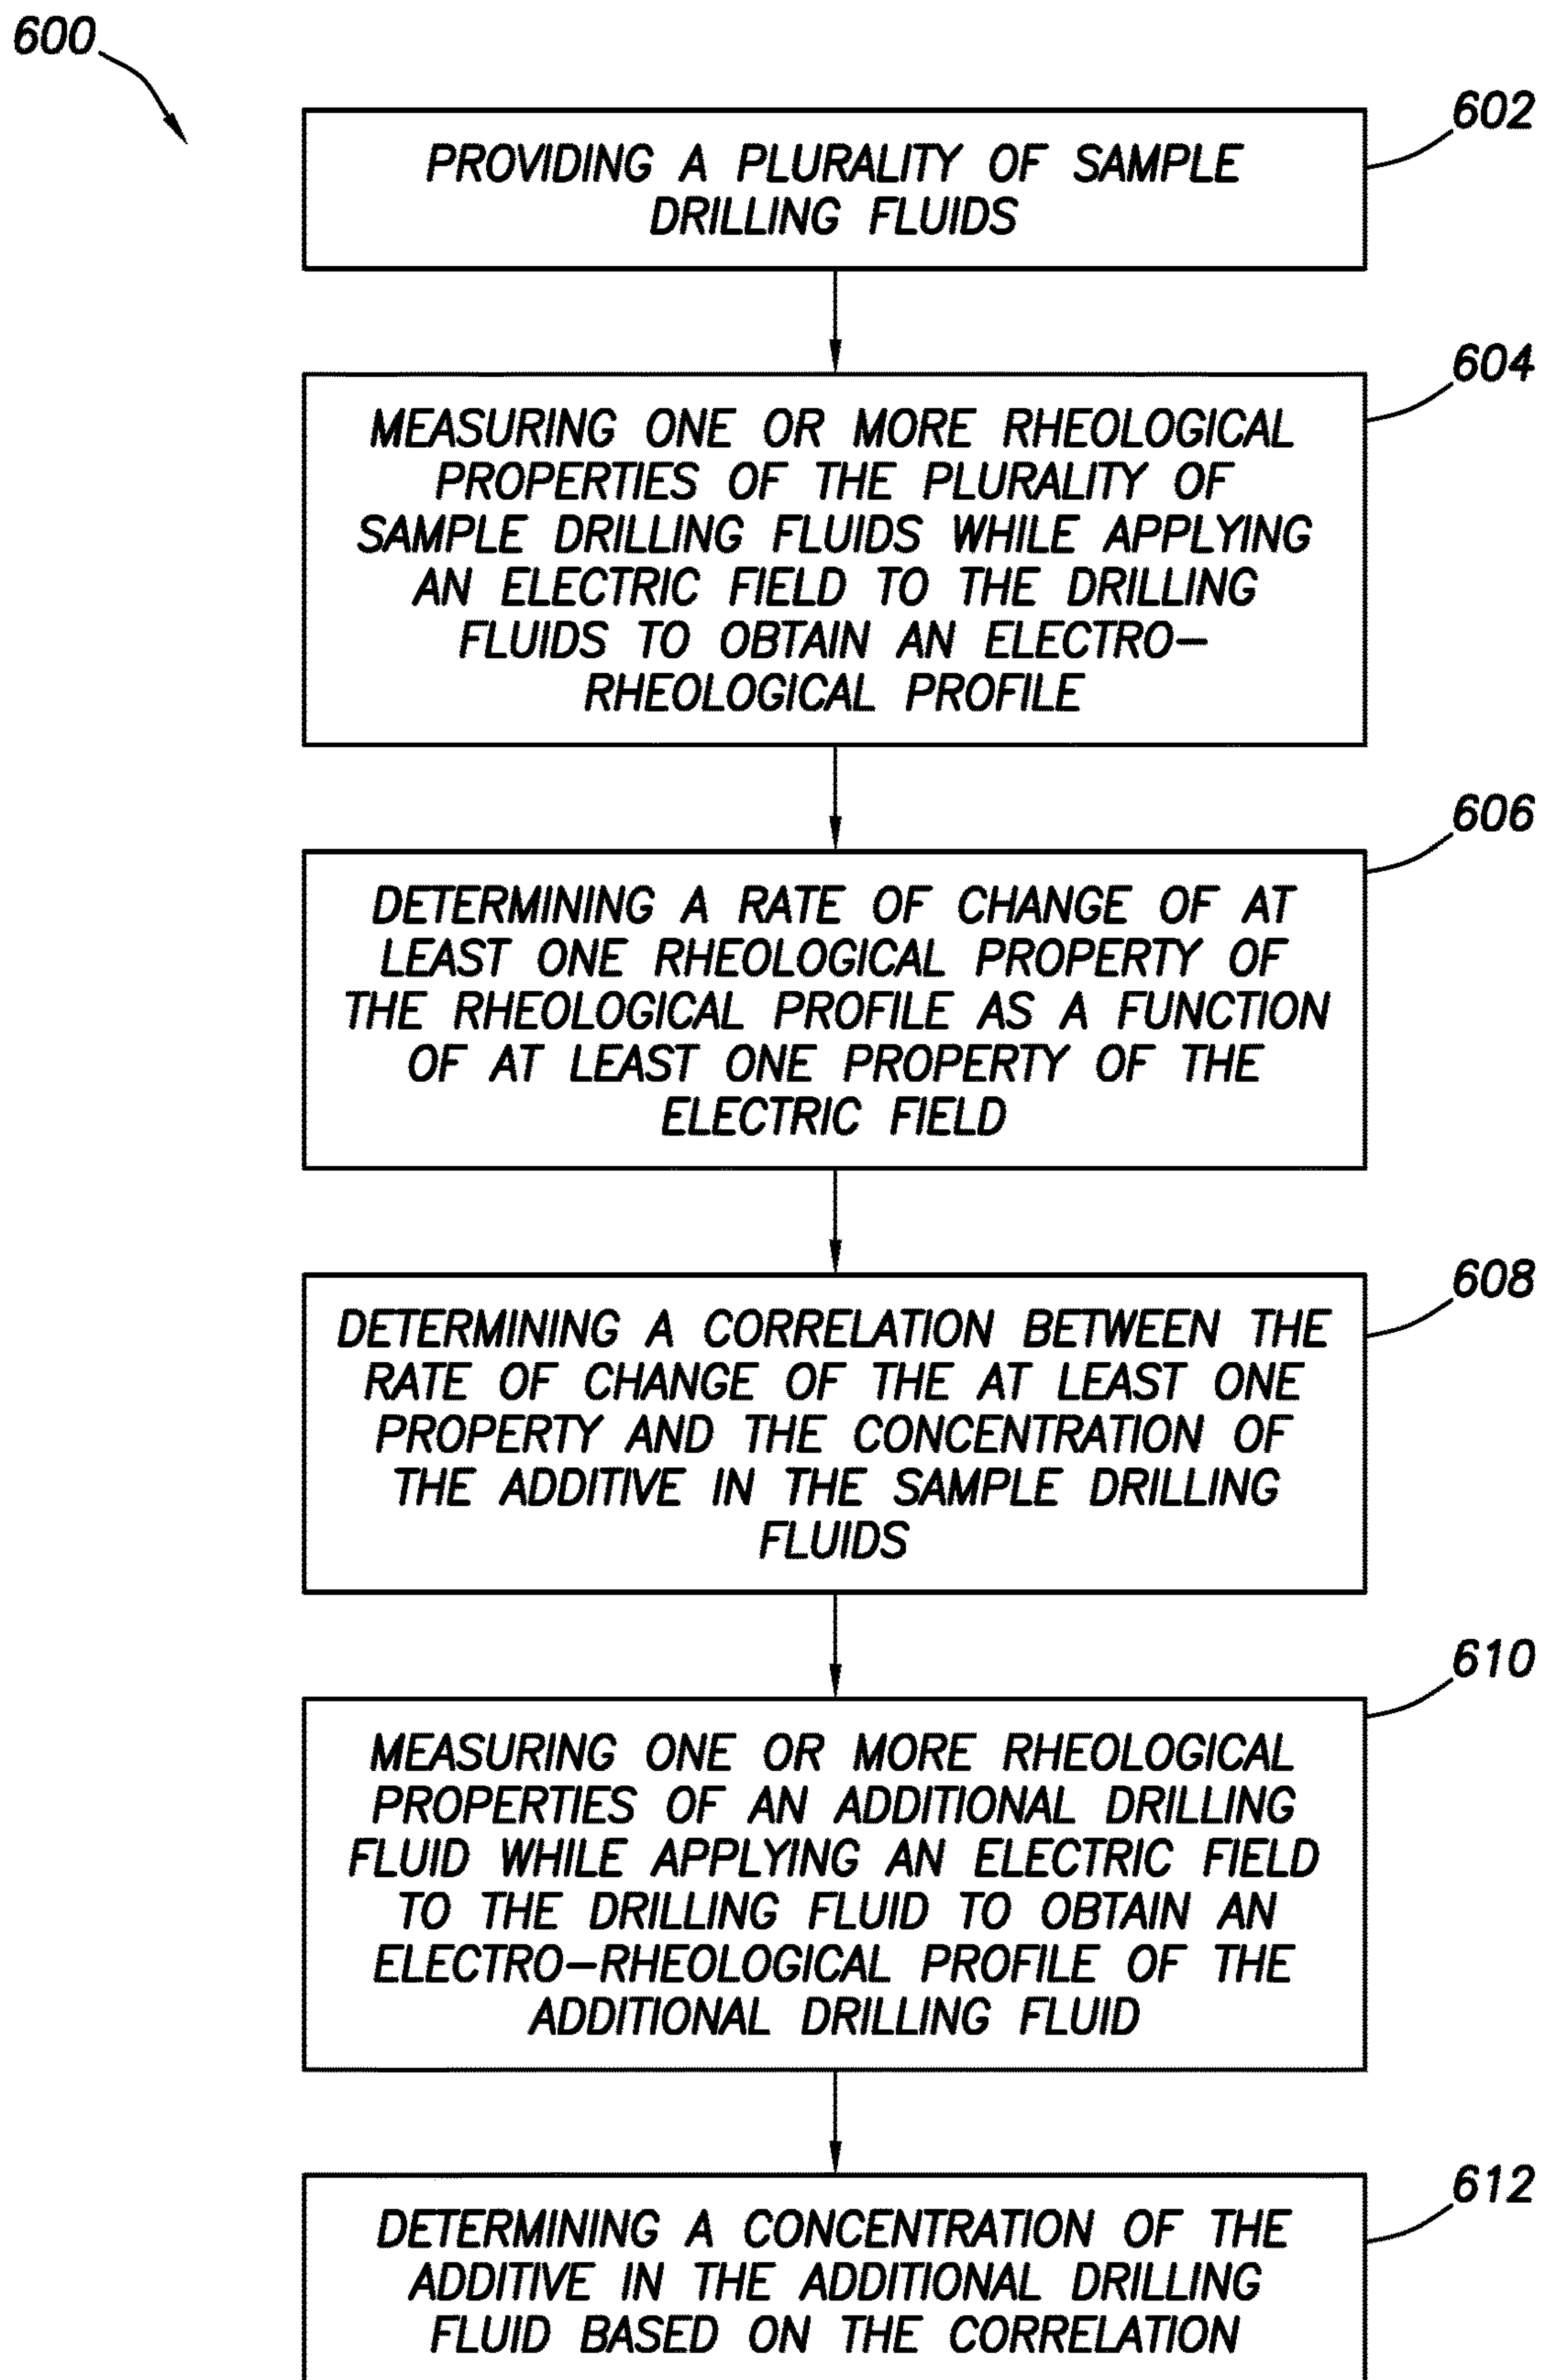 600
602
PROVIDING A PLURALITY OF SAMPLE
DRILLING FLUIDS
604
MEASURING ONE OR MORE RHEOLOGICAL
PROPERTIES OF THE PLURALITY OF
SAMPLE DRILLING FLUIDS WHILE APPLYING
AN ELECTRIC FIELD TO THE DRILLING
FLUIDS TO OBTAIN AN ELECTRO-
RHEOLOGICAL PROFILE
606
DETERMINING A RATE OF CHANGE OF AT
LEAST ONE RHEOLOGICAL PROPERTY OF
THE RHEOLOGICAL PROFILE AS A FUNCTION
OF AT LEAST ONE PROPERTY OF THE
ELECTRIC FIELD
608
DETERMINING A CORRELATION BETWEEN THE
RATE OF CHANGE OF THE AT LEAST ONE
PROPERTY AND THE CONCENTRATION OF
THE ADDITIVE IN THE SAMPLE DRILLING
FLUIDS
610
MEASURING ONE OR MORE RHEOLOGICAL
PROPERTIES OF AN ADDITIONAL DRILLING
FLUID WHILE APPLYING AN ELECTRIC FIELD
TO THE DRILLING FLUID TO OBTAIN AN
ELECTRO-RHEOLOGICAL PROFILE OF THE
ADDITIONAL DRILLING FLUID
612
DETERMINING A CONCENTRATION OF THE
ADDITIVE IN THE ADDITIONAL DRILLING
FLUID BASED ON THE CORRELATION